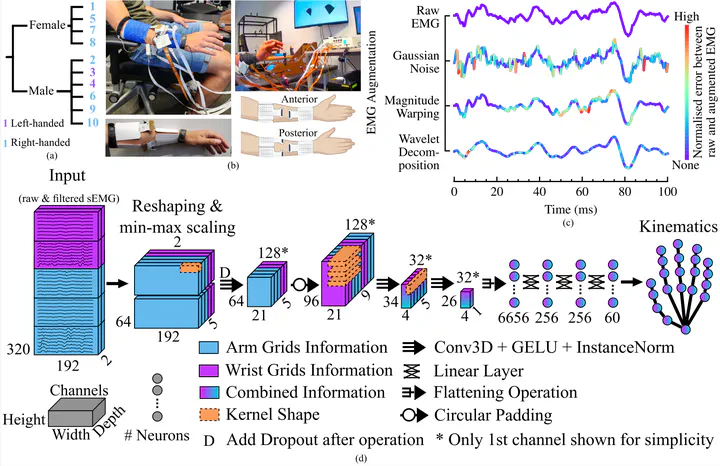 Female
1
5
7
8
Male
2
3
4
6
9
10
1 Left-handed
1 Right-handed
(a)
Anterior
Posterior
(b)
EMG Augmentation
Raw
EMG
Gaussian
Noise
Magnitude
Warping
Wavelet
Decom-
position
0 20 40 60 80 100
Time (ms)
(c)
High
None
Normalised error between
raw and augmented EMG
Input
(raw & filtered sEMG)
320
192
2
Reshaping &
min-max scaling
2
64
192
5
D
128*
64
21
5
128*
96
21
9
32*
34
4
5
32*
26
4
1
6656 256 256 60
Kinematics
Channels
Height
Width
Depth
# Neurons
Arm Grids Information
Wrist Grids Information
Combined Information
Kernel Shape
D Add Dropout after operation
Conv3D + GELU + InstanceNorm
Linear Layer
Flattening Operation
Circular Padding
* Only 1st channel shown for simplicity
(d)